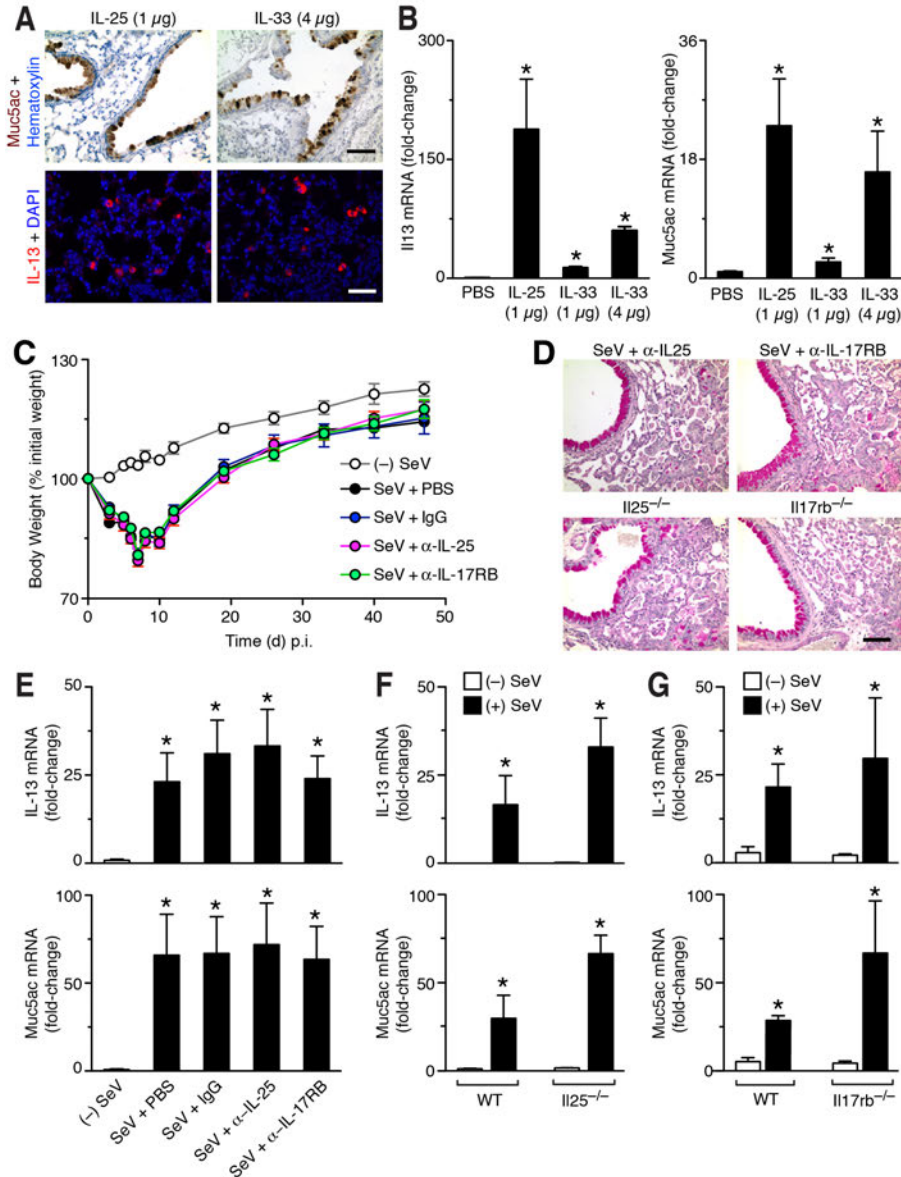 A
IL-25 (1 µg)
IL-33 (4 µg)
Muc5ac +
Hematoxylin
IL-13 + DAPI
B
300
150
0
Il13 mRNA (fold-change)
*
*
*
PBS
IL-25
(1 µg)
IL-33
(1 µg)
IL-33
(4 µg)
36
18
0
Muc5ac mRNA (fold-change)
*
*
*
PBS
IL-25
(1 µg)
IL-33
(1 µg)
IL-33
(4 µg)
C
130
100
70
Body Weight (% initial weight)
(–) SeV
SeV + PBS
SeV + IgG
SeV + α-IL-25
SeV + α-IL-17RB
0 10 20 30 40 50
Time (d) p.i.
D
SeV + α-IL25
SeV + α-IL-17RB
Il25–/–
Il17rb–/–
E
50
25
0
IL-13 mRNA
(fold-change)
* * * *
100
50
0
Muc5ac mRNA
(fold-change)
* * * *
(–) SeV
SeV + PBS
SeV + IgG
SeV + α–IL-25
SeV + α–IL-17RB
F
(–) SeV
(+) SeV
50
25
0
IL-13 mRNA
(fold-change)
* *
100
50
0
Muc5ac mRNA
(fold-change)
* *
WT
Il25–/–
G
(–) SeV
(+) SeV
50
25
0
IL-13 mRNA
(fold-change)
* *
100
50
0
Muc5ac mRNA
(fold-change)
* *
WT
Il17rb–/–